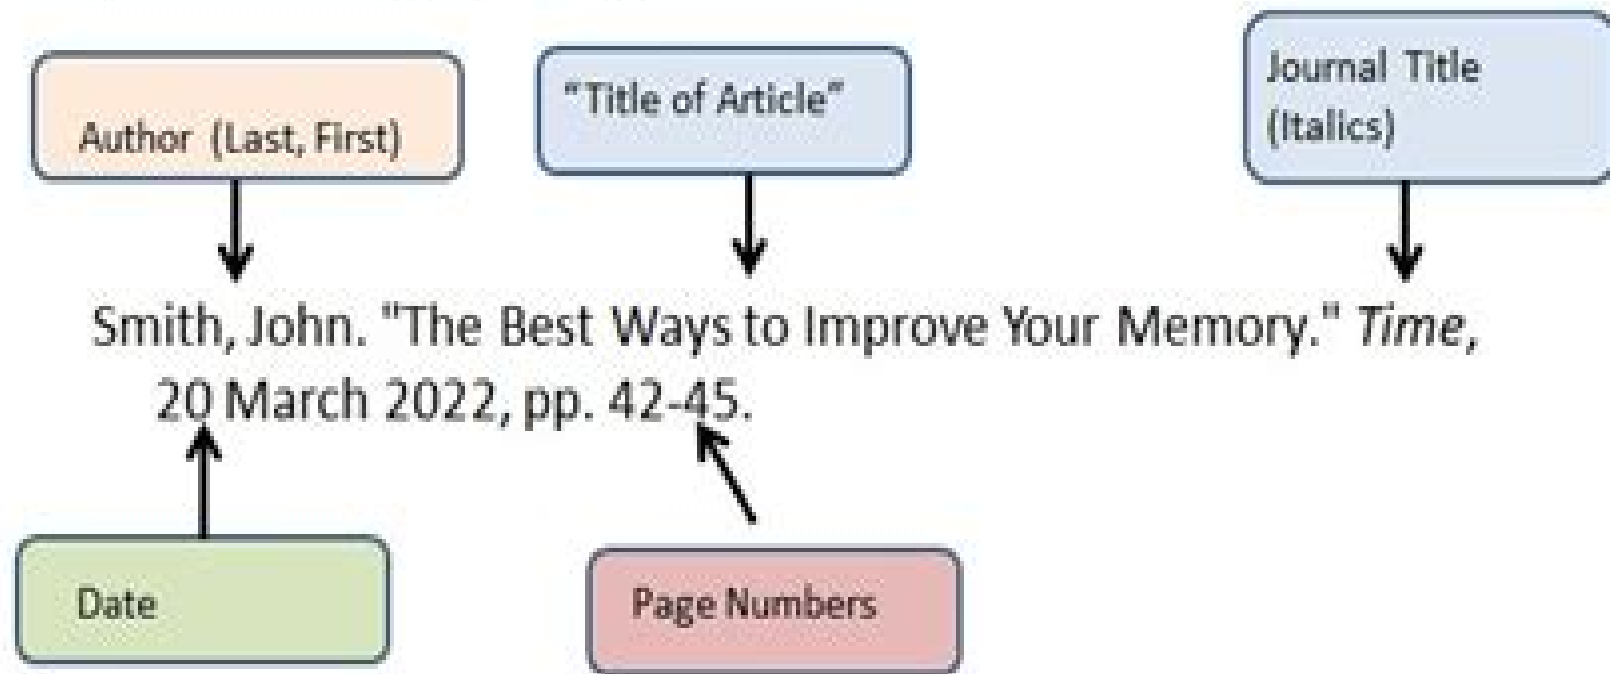 Author (Last, First)
“Title of Article”
Journal Title
(Italics)
Smith, John. "The Best Ways to Improve Your Memory." Time,
20 March 2022, pp. 42-45.
Date
Page Numbers